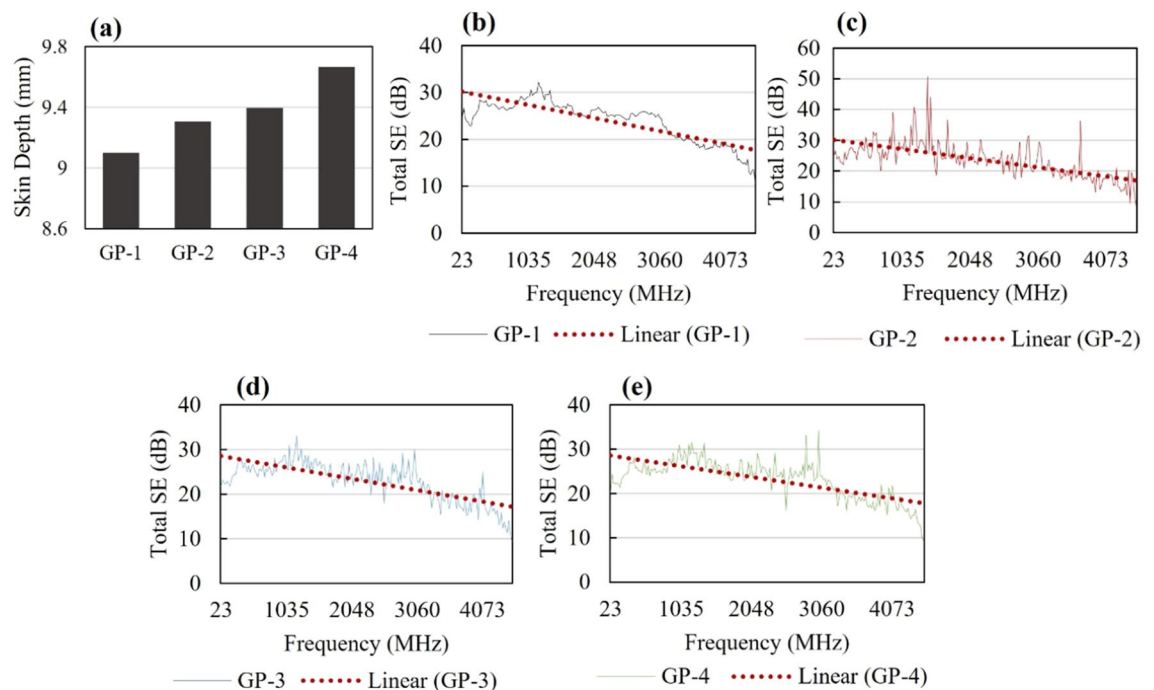 (a)
9.8
9.4
9
8.6
Skin Depth (mm)
GP-1 GP-2 GP-3 GP-4
(b)
40
30
20
10
0
Total SE (dB)
23 1035 2048 3060 4073
Frequency (MHz)
GP-1 Linear (GP-1)
(c)
60
50
40
30
20
10
0
Total SE (dB)
23 1035 2048 3060 4073
Frequency (MHz)
GP-2 Linear (GP-2)
(d)
40
30
20
10
0
Total SE (dB)
23 1035 2048 3060 4073
Frequency (MHz)
GP-3 Linear (GP-3)
(e)
40
30
20
10
0
Total SE (dB)
23 1035 2048 3060 4073
Frequency (MHz)
GP-4 Linear (GP-4)